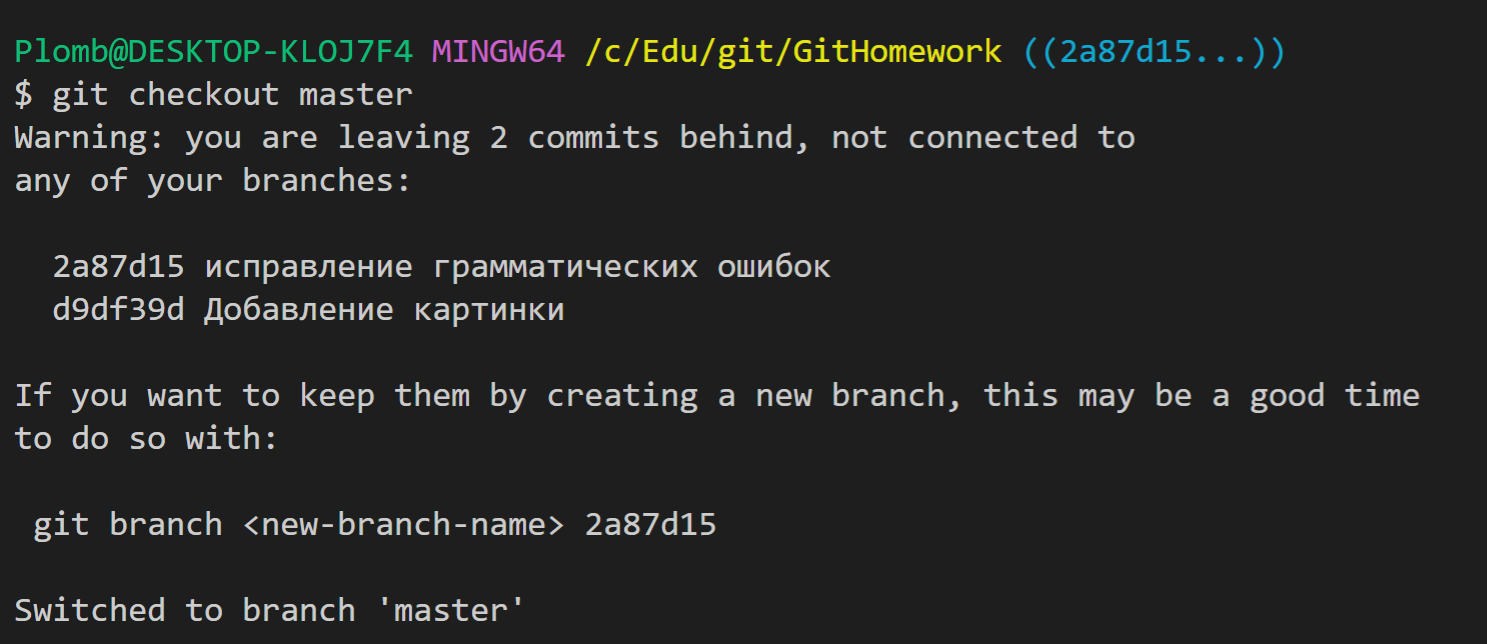 Plomb@DESKTOP-KLOJ7F4 MINGW64 /c/Edu/git/GitHomework ((2a87d15...))
$ git checkout master
Warning: you are leaving 2 commits behind, not connected to
any of your branches:
2a87d15 исправление грамматических ошибок
d9df39d Добавление картинки
If you want to keep them by creating a new branch, this may be a good time
to do so with:
git branch <new-branch-name> 2a87d15
Switched to branch 'master'